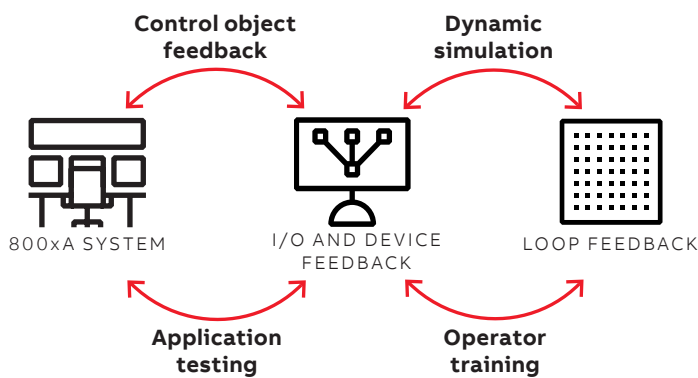 Control object
feedback
Dynamic
simulation
800xA SYSTEM
I/O AND DEVICE
FEEDBACK
LOOP FEEDBACK
Application
testing
Operator
training